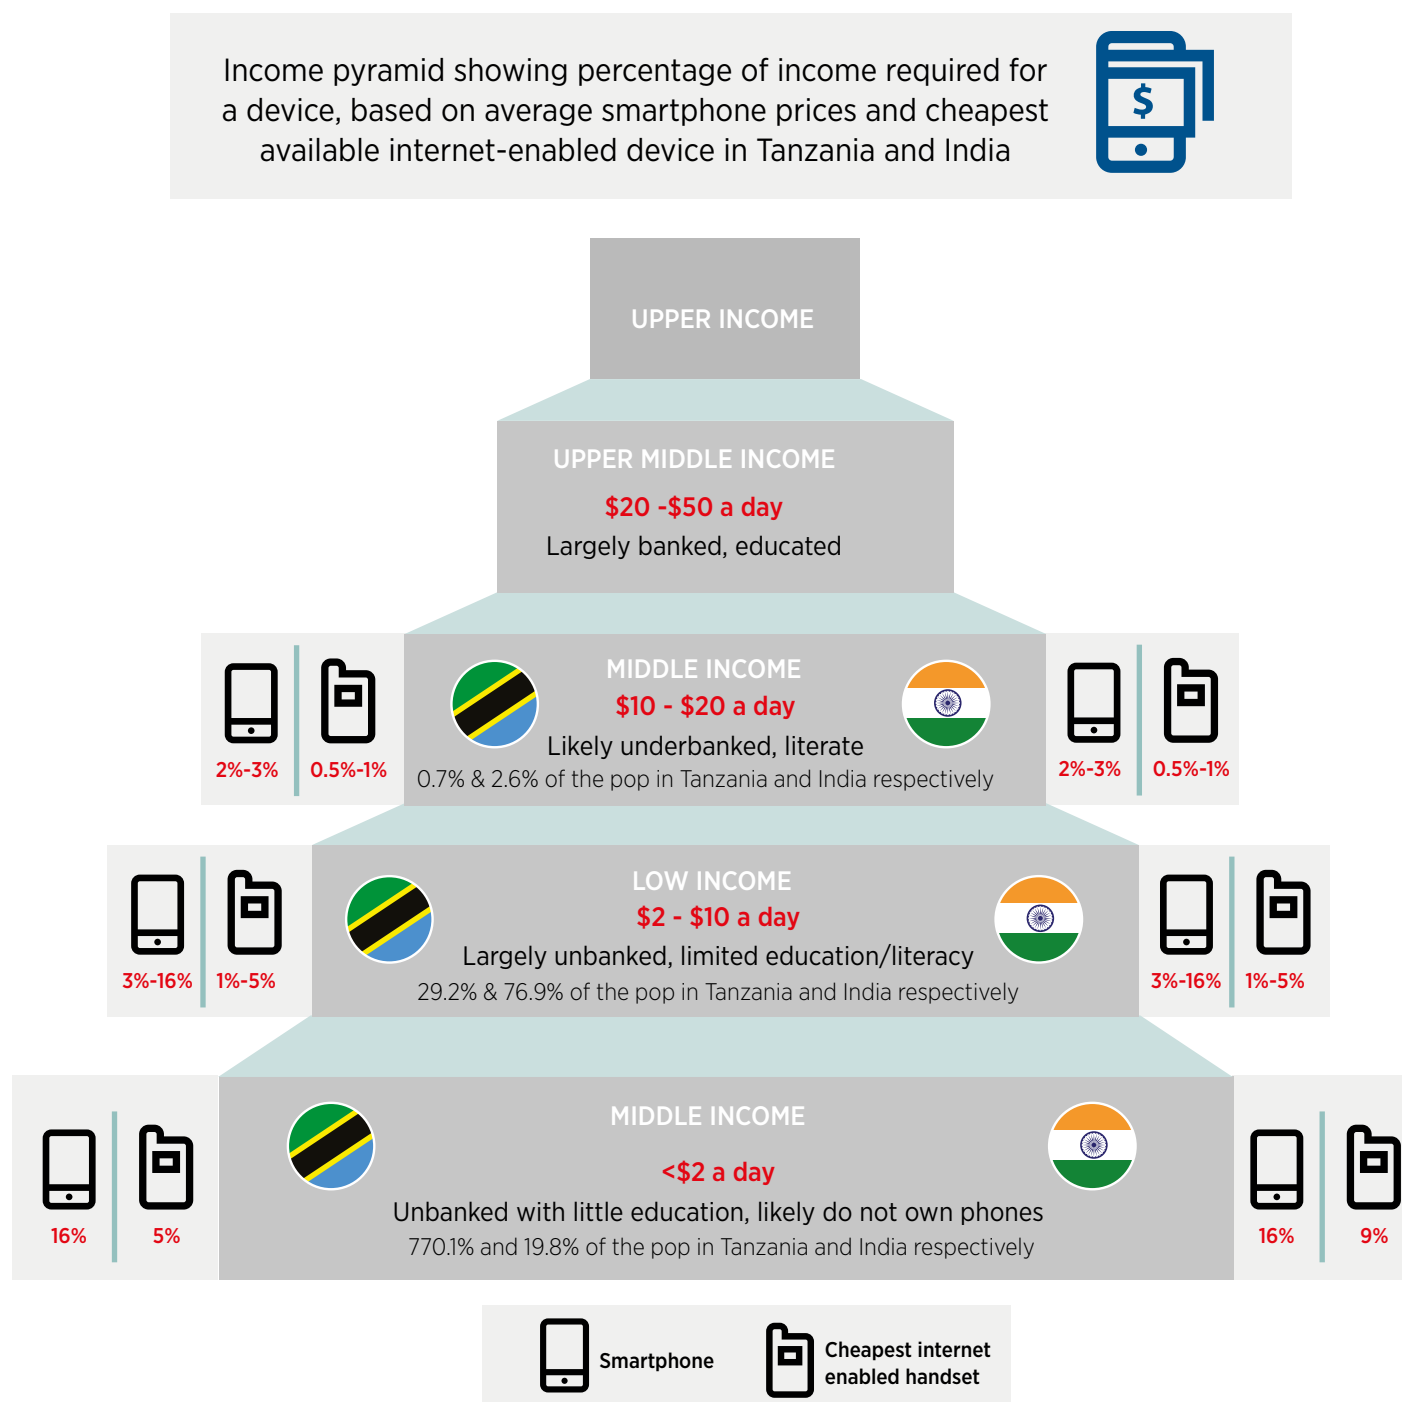 Income pyramid showing percentage of income required for
a device, based on average smartphone prices and cheapest
available internet-enabled device in Tanzania and India
$
UPPER INCOME
UPPER MIDDLE INCOME
$20 -$50 a day
Largely banked, educated
MIDDLE INCOME
$10 - $20 a day
Likely underbanked, literate
0.7% & 2.6% of the pop in Tanzania and India respectively
2%-3% 0.5%-1%
2%-3% 0.5%-1%
LOW INCOME
$2 - $10 a day
Largely unbanked, limited education/literacy
29.2% & 76.9% of the pop in Tanzania and India respectively
3%-16% 1%-5%
3%-16% 1%-5%
MIDDLE INCOME
<$2 a day
Unbanked with little education, likely do not own phones
770.1% and 19.8% of the pop in Tanzania and India respectively
16% 5%
16% 9%
Smartphone
Cheapest internet
enabled handset